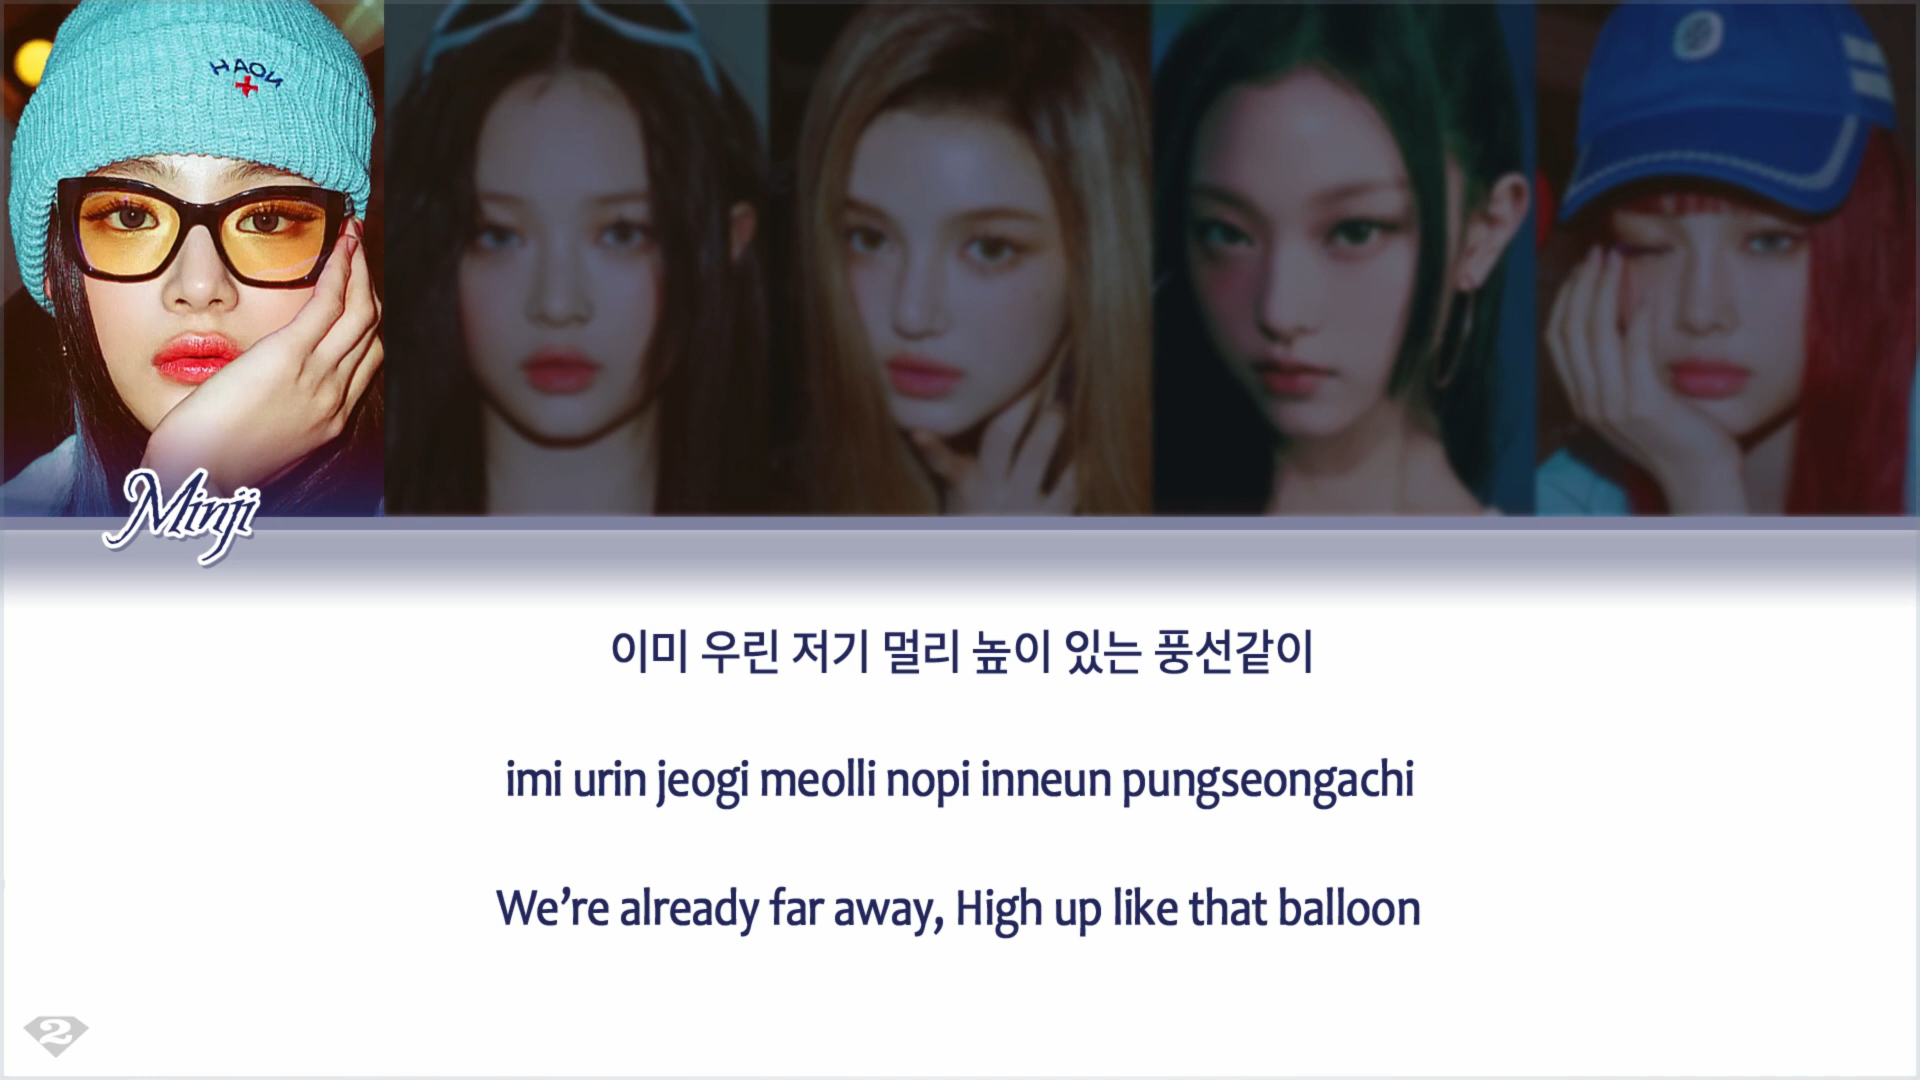 NOAH
Minji
이미 우린 저기 멀리 높이 있는 풍선같이
imi urin jeogi meolli nopi inneun pungseongachi
We’re already far away, High up like that balloon
2